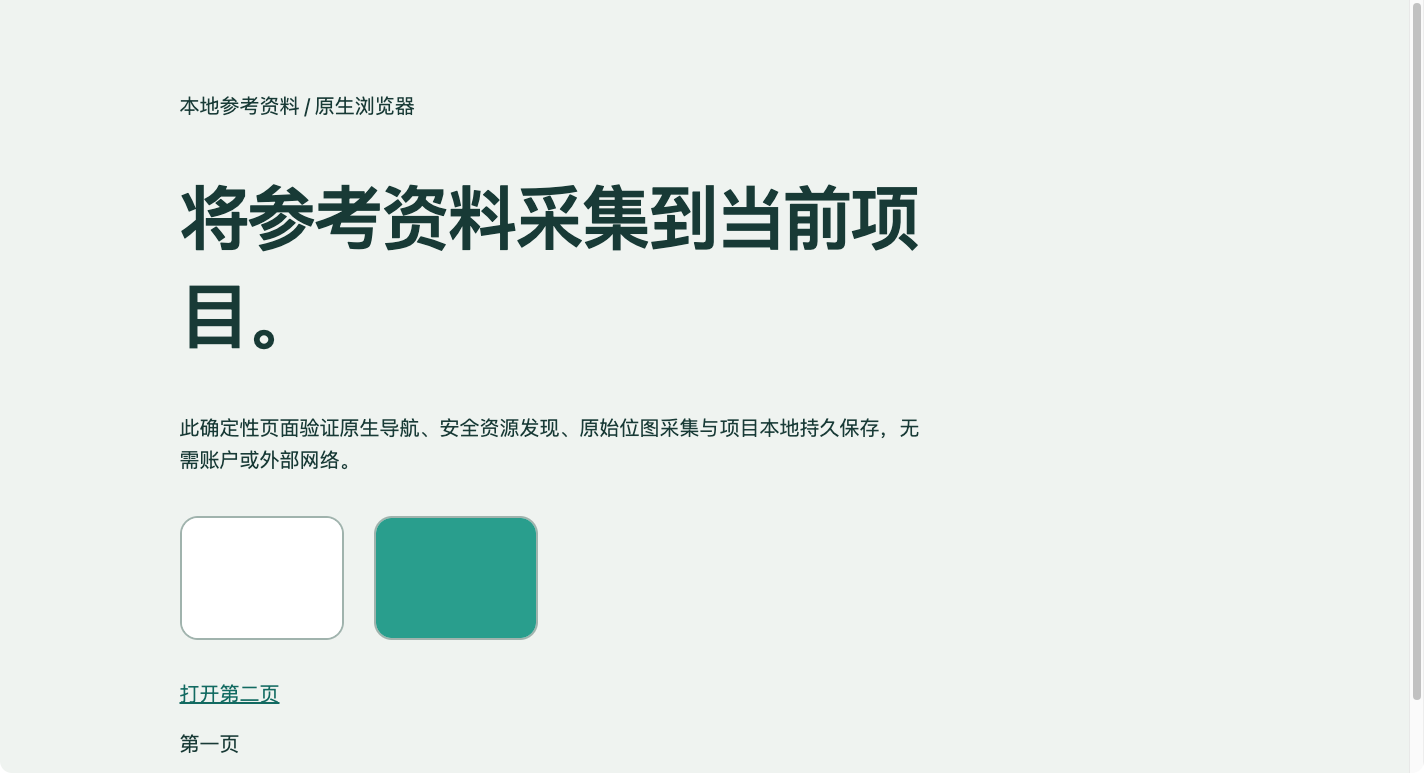 本地参考资料 / 原生浏览器
将参考资料采集到当前项
目。
此确定性页面验证原生导航、安全资源发现、原始位图采集与项目本地持久保存，无
需账户或外部网络。
打开第二页
第一页